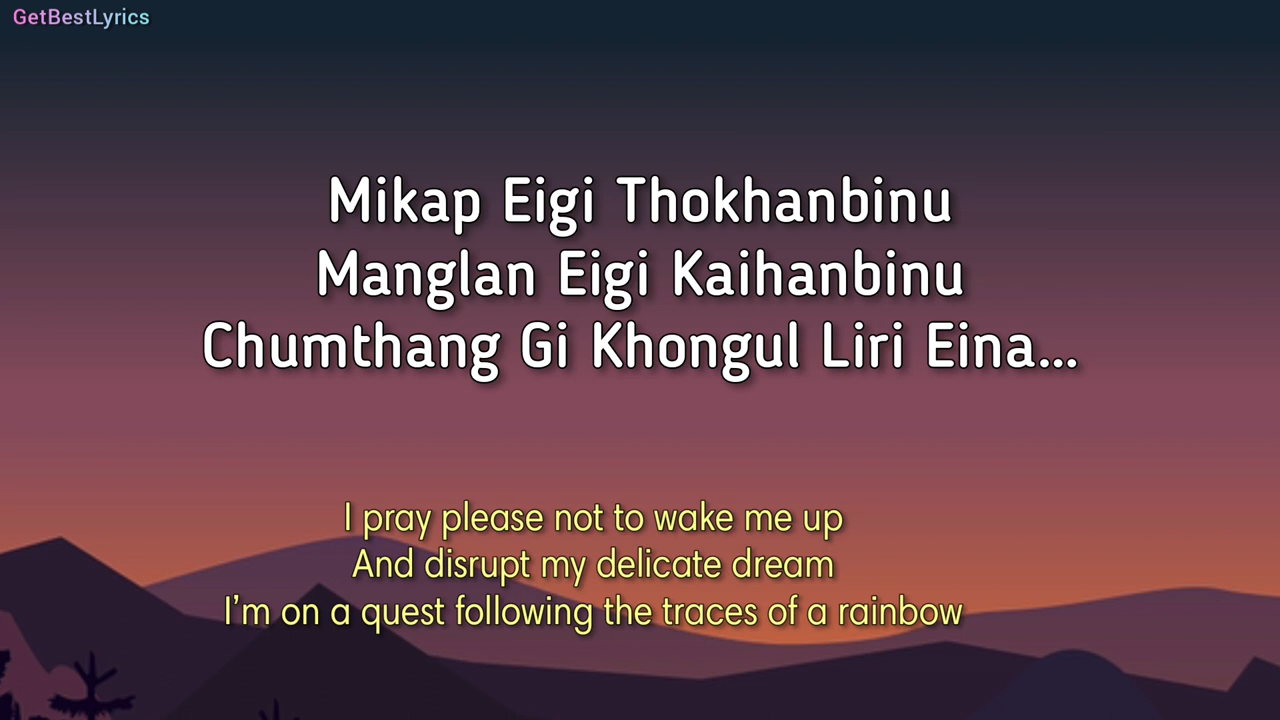 GetBestLyrics
Mikap Eigi Thokhanbinu
Manglan Eigi Kaihanbinu
Chumthang Gi Khongul Liri Eina...
I pray please not to wake me up
And disrupt my delicate dream
I’m on a quest following the traces of a rainbow